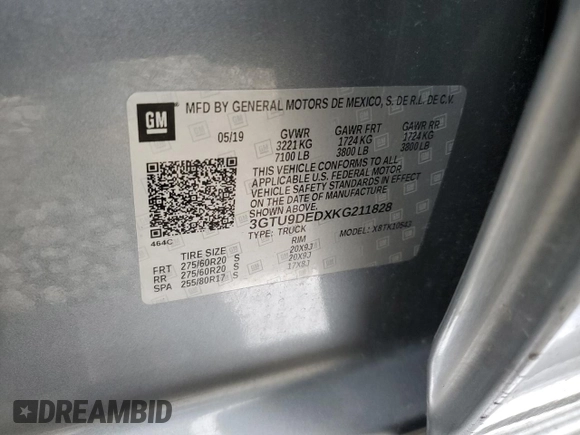 GM
MFD BY GENERAL MOTORS DE MEXICO, S. DE R.L. DE C.V.
05/19 GVWR GAWR FRT GAWR RR
3221 KG 1724 KG 1724 KG
7100 LB 3800 LB 3800 LB
THIS VEHICLE CONFORMS TO ALL
APPLICABLE U.S. FEDERAL MOTOR
VEHICLE SAFETY STANDARDS IN EFFECT
ON THE DATE OF MANUFACTURE
SHOWN ABOVE.
3GTU9DEDXKG211828
TYPE: TRUCK MODEL:
464C
TIRE SIZE RIM
FRT 275/60R20 S 20X9J
RR 275/60R20 S 20X9J
SPA 255/80R17 S 17X8J
DREAMBID